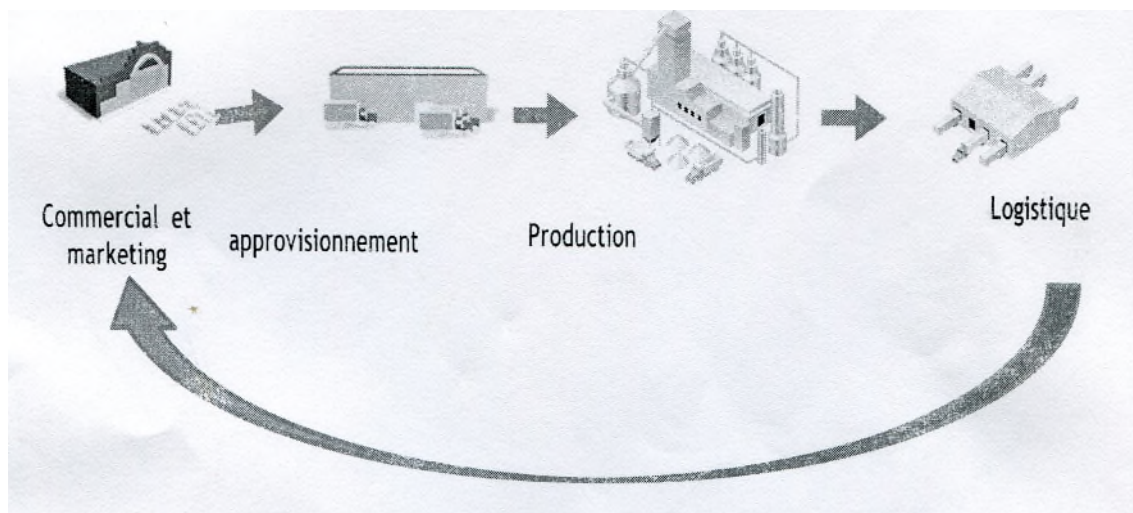 Commercial et
marketing
approvisionnement
Production
Logistique